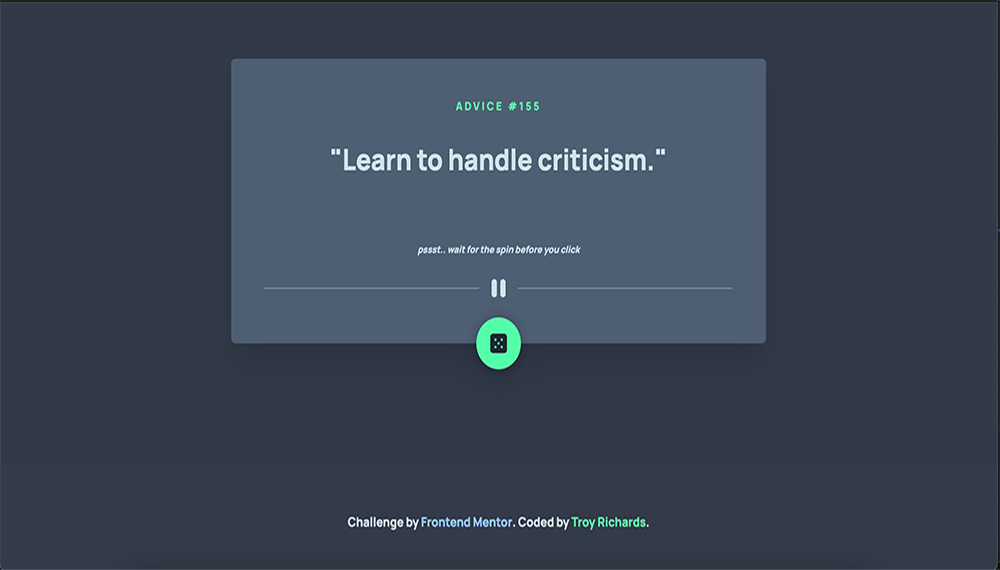 ADVICE #155
"Learn to handle criticism."
pssst.. wait for the spin before you click
Challenge by Frontend Mentor. Coded by Troy Richards.